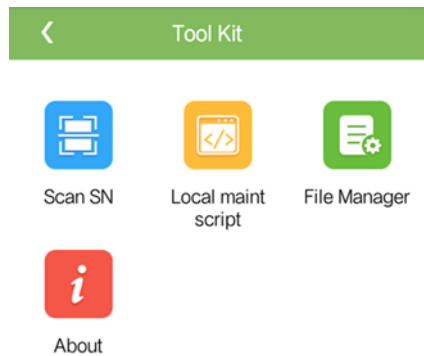 Tool Kit
Scan SN
Local maint
script
File Manager
About